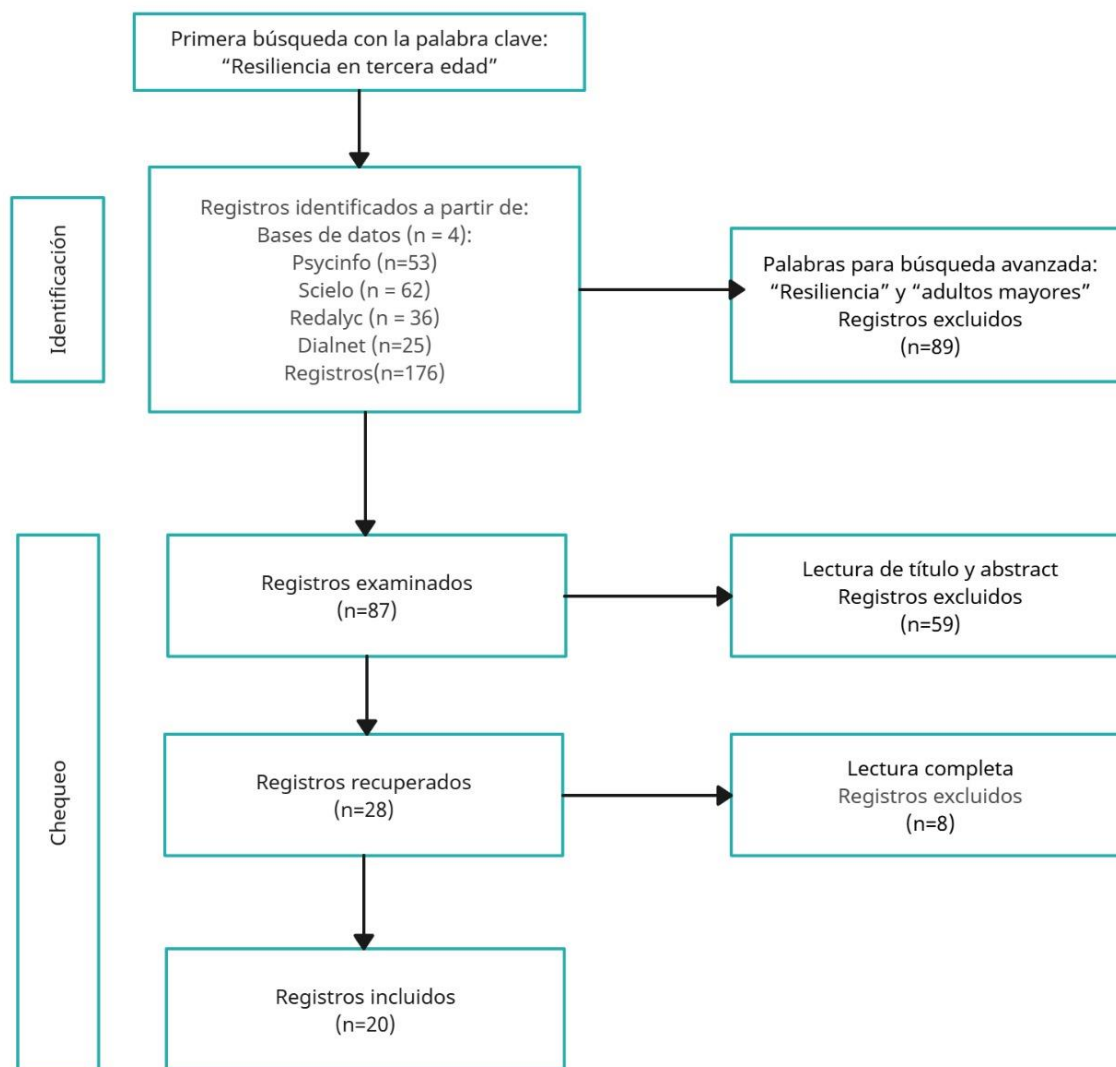 Primera búsqueda con la palabra clave:
“Resiliencia en tercera edad”
Identificación
Registros identificados a partir de:
Bases de datos (n = 4):
Psycinfo (n=53)
Scielo (n = 62)
Redalyc (n = 36)
Dialnet (n=25)
Registros(n=176)
Palabras para búsqueda avanzada:
“Resiliencia” y “adultos mayores”
Registros excluidos
(n=89)
Chequeo
Registros examinados
(n=87)
Lectura de título y abstract
Registros excluidos
(n=59)
Registros recuperados
(n=28)
Lectura completa
Registros excluidos
(n=8)
Registros incluidos
(n=20)